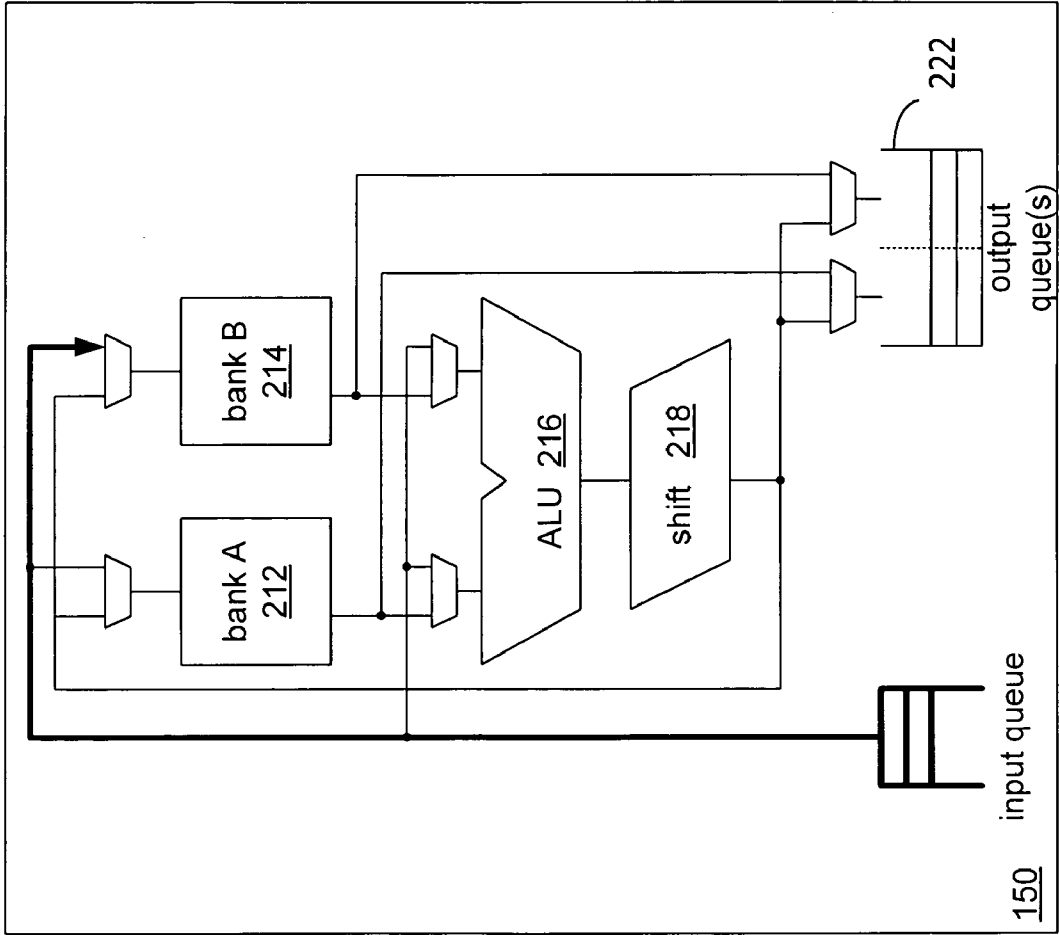 bank A
212
bank B
214
ALU 216
shift 218
222
output
queue(s)
input queue
150